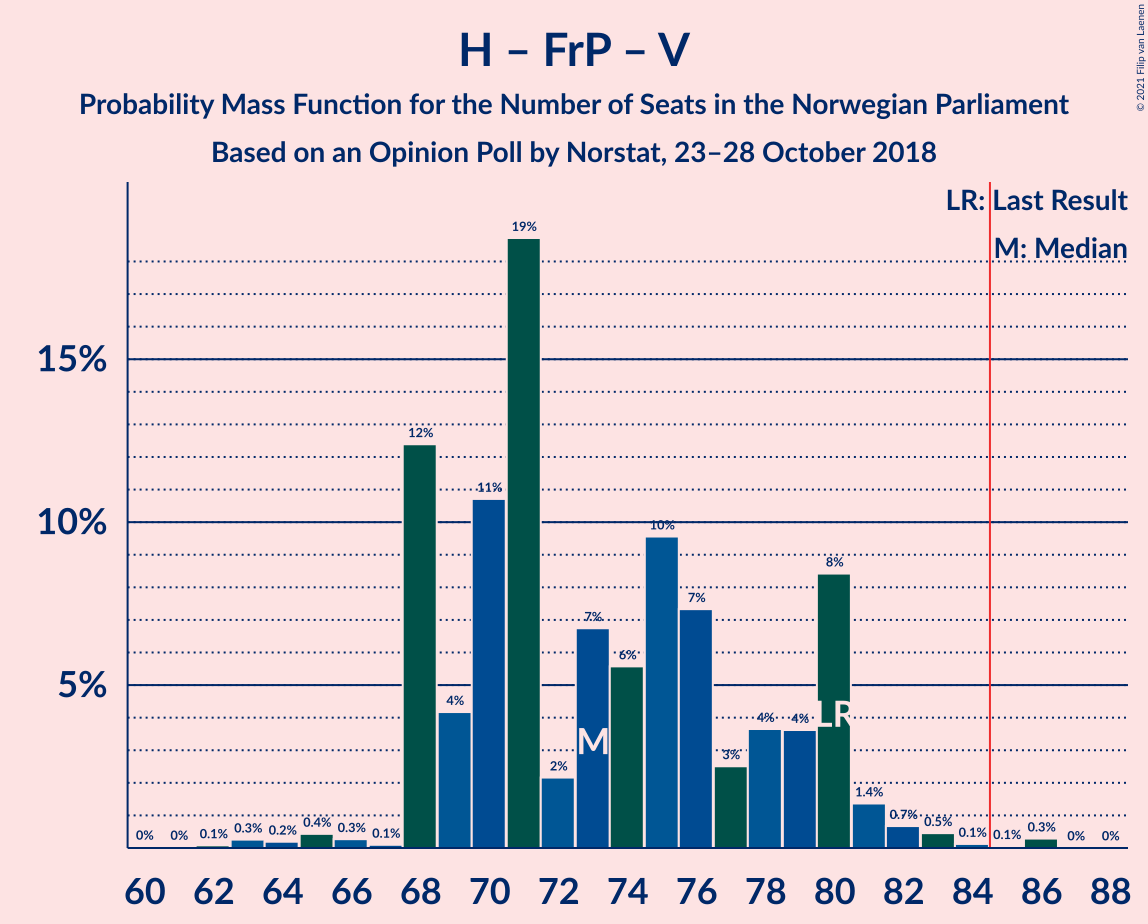 © 2021 Filip van Laenen
H – FrP – V
Probability Mass Function for the Number of Seats in the Norwegian Parliament
Based on an Opinion Poll by Norstat, 23–28 October 2018
LR: Last Result
M: Median
15%
10%
5%
0% 0% 0.1% 0.3% 0.2% 0.4% 0.3% 0.1% 12% 4% 11% 19% 2% 7% 6% 10% 7% 3% 4% 4% 8% 1.4% 0.7% 0.5% 0.1% 0.1% 0.3% 0% 0%
M
LR
60 62 64 66 68 70 72 74 76 78 80 82 84 86 88